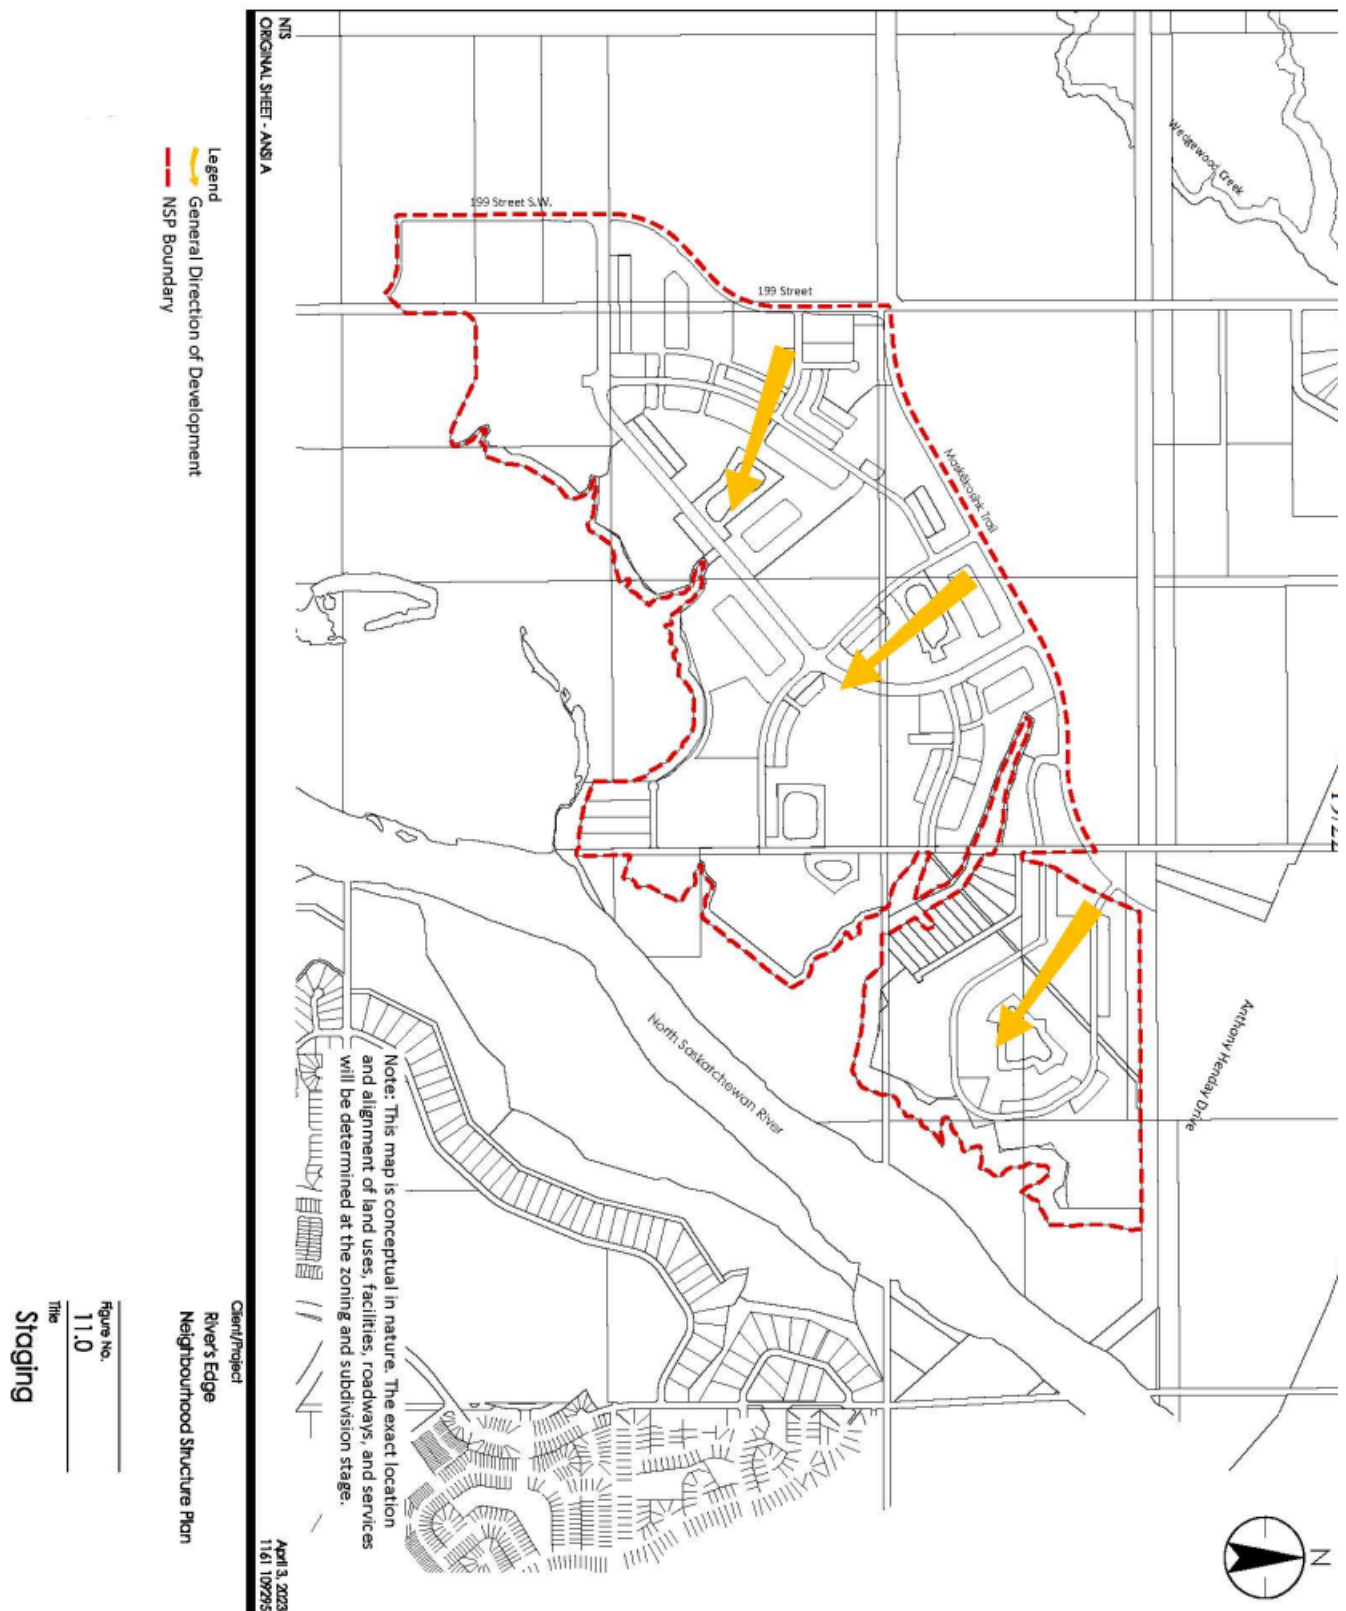 Wedgewood Creek
199 Street S.W.
199 Street
Maskêkosihk Trail
Anthony Henday Drive
North Saskatchewan River
N
Note: This map is conceptual in nature. The exact location
and alignment of land uses, facilities, roadways, and services
will be determined at the zoning and subdivision stage.
NTS
ORIGINAL SHEET - ANSI A
April 3, 2023
1161 109295
Legend
General Direction of Development
NSP Boundary
Client/Project
River's Edge
Neighbourhood Structure Plan
Figure No.
11.0
Title
Staging